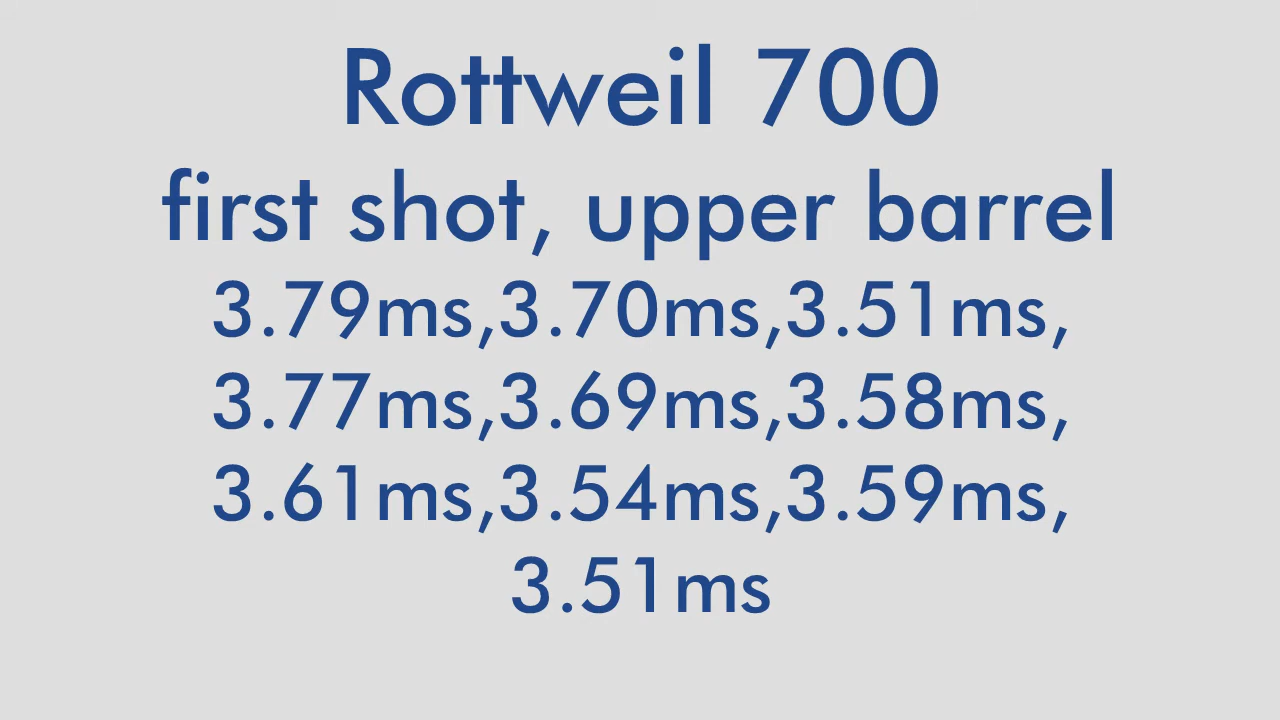 Rottweil 700
first shot, upper barrel
3.79ms,3.70ms,3.51ms,
3.77ms,3.69ms,3.58ms,
3.61ms,3.54ms,3.59ms,
3.51ms